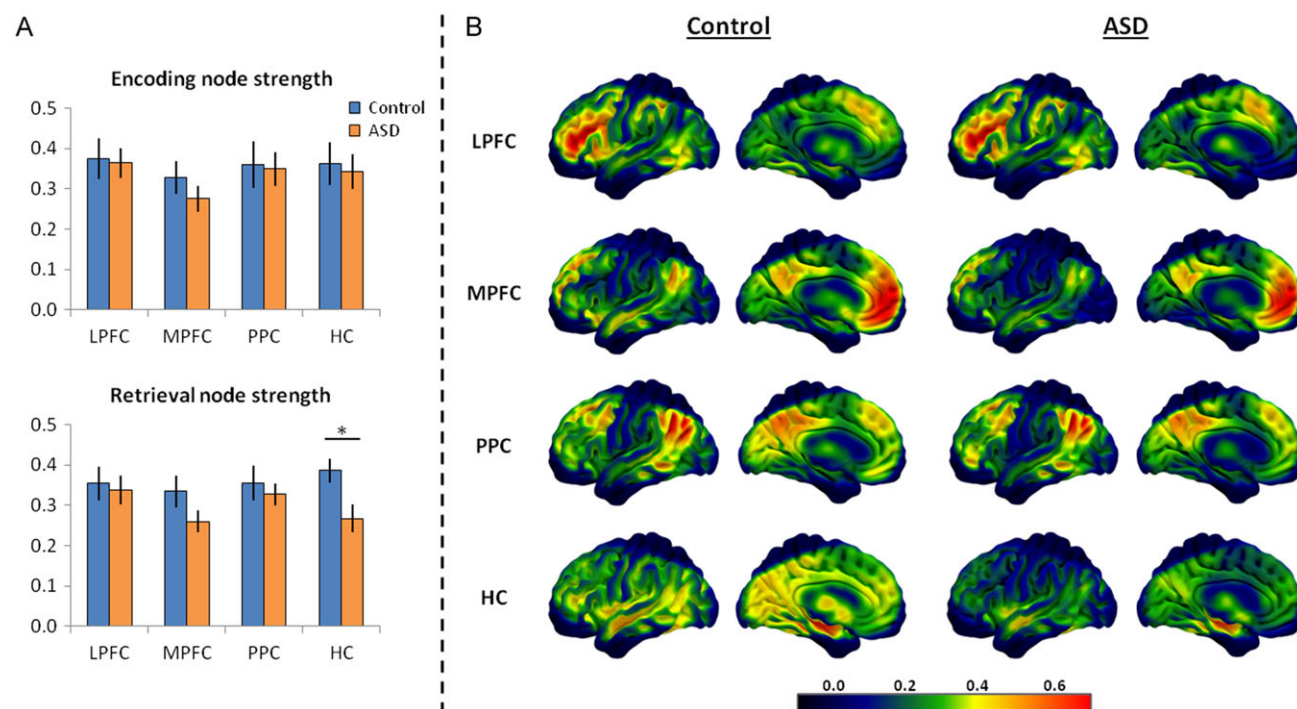 A
Encoding node strength
0.5
0.4
0.3
0.2
0.1
0.0
Control
ASD
LPFC MPFC PPC HC
Retrieval node strength
*
0.5
0.4
0.3
0.2
0.1
0.0
LPFC MPFC PPC HC
B
Control ASD
LPFC
MPFC
PPC
HC
0.0 0.2 0.4 0.6